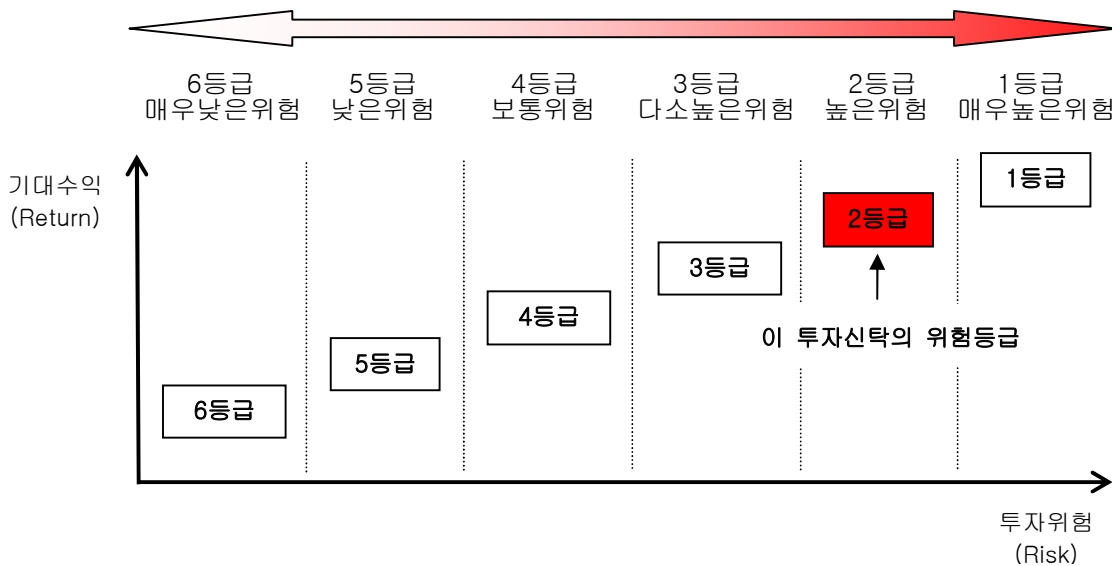 6등급 5등급 4등급 3등급 2등급 1등급
매우낮은위험 낮은위험 보통위험 다소높은위험 높은위험 매우높은위험
기대수익
(Return)
1등급
2등급
3등급
4등급
이 투자신탁의 위험등급
5등급
6등급
투자위험
(Risk)